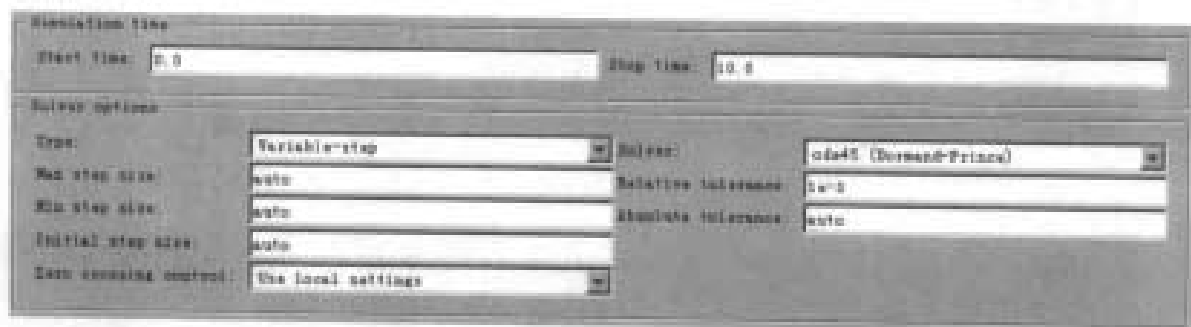 Simulation time
Start time: 0.0
Stop time: 10.0
Solver options
Type: Variable-step
Solver: ode45 (Dormand-Prince)
Max step size: auto
Relative tolerance: 1e-3
Min step size: auto
Absolute tolerance: auto
Initial step size: auto
Zero crossing control: Use local settings